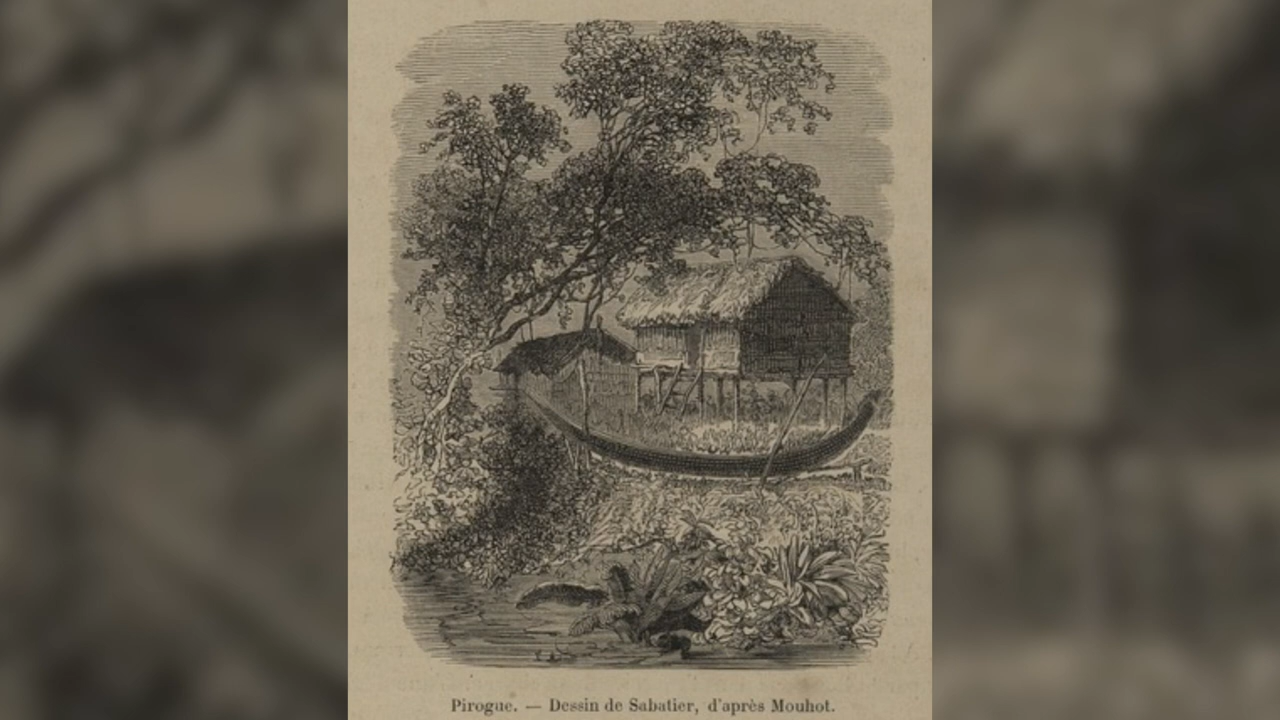 Pirogue. — Dessin de Sabatier, d'après Mouhot.